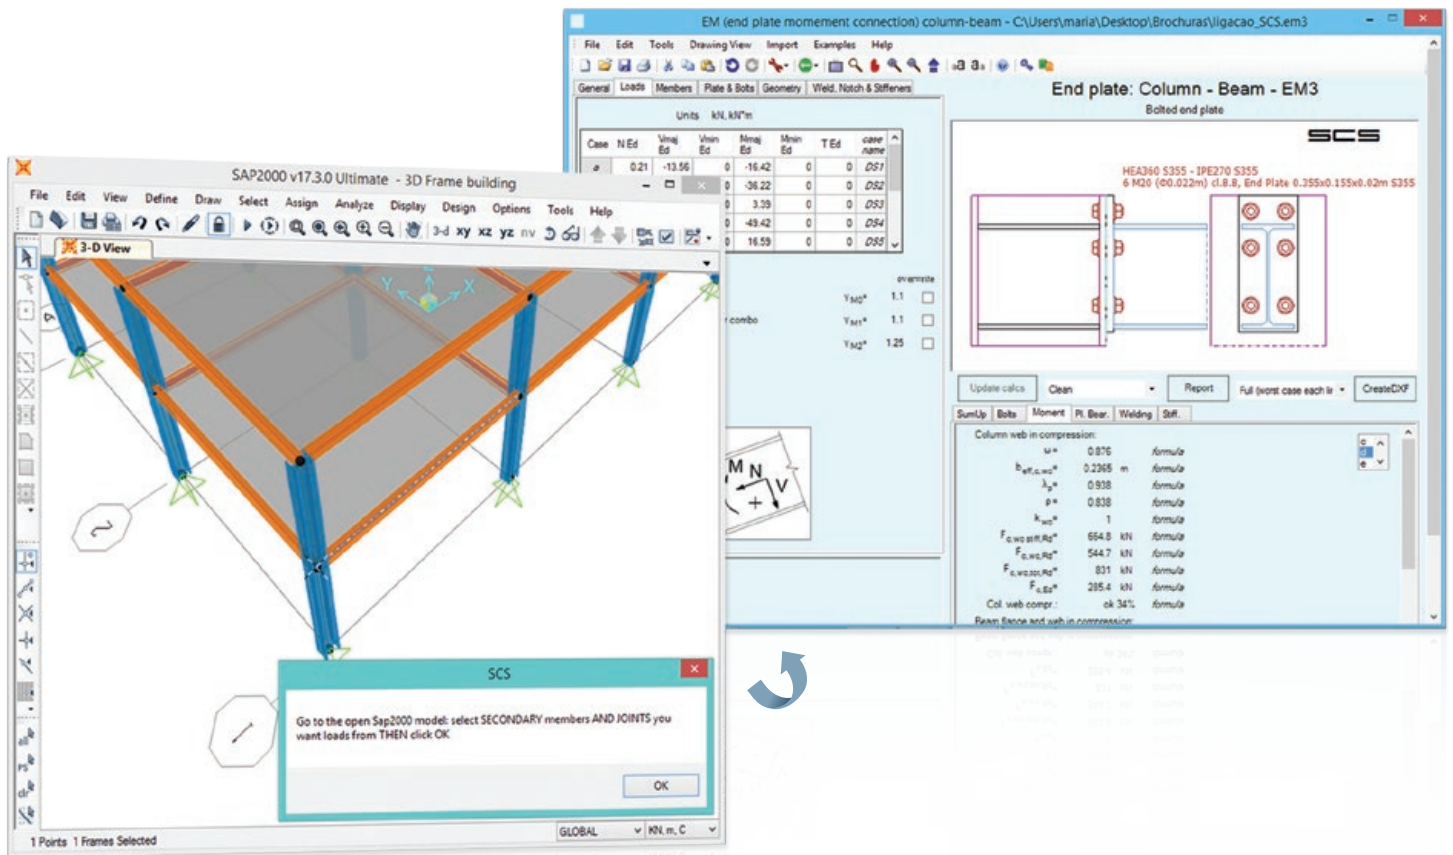 EM (end plate momement connection) column-beam - C:\Users\maria\Desktop\Brochuras\ligacao_SCS.em3
File Edit Tools Drawing View Import Examples Help
General Loads Members Plate & Bolts Geometry Weld, Notch & Stiffeners
Units kN, kN*m
Case N Ed Vmaj Ed Vmin Ed Mmaj Ed Mmin Ed T Ed case name
a 0.21 -13.56 0 -16.42 0 0 DS1
0 -36.22 0 0 DS2
0 3.39 0 0 DS3
0 -49.42 0 0 DS4
0 16.59 0 0 DS5
overwrite
γM0= 1.1
r combo γM1= 1.1
γM2= 1.25
M N V
+
End plate: Column - Beam - EM3
Bolted end plate
SCS
HEA360 S355 - IPE270 S355
6 M20 (Φ0.022m) cl.8.8, End Plate 0.355x0.155x0.02m S355
Update calcs Clean Report Full (worst case each li CreateDXF
SumUp Bolts Moment Pl. Bear. Welding Stiff.
Column web in compression:
ω= 0.876 formula
beff,c,wc= 0.2365 m formula
λp= 0.938 formula
ρ= 0.838 formula
kwc= 1 formula
Fc,wc stiff,Rd= 664.8 kN formula
Fc,wc,Rd= 544.7 kN formula
831 kN formula
Fc,Ed= 285.4 kN formula
Col. web compr.: ok 34% formula
Beam flange and web in compression:
c
d
e
SAP2000 v17.3.0 Ultimate - 3D Frame building
File Edit View Define Draw Select Assign Analyze Display Design Options Tools Help
3-d xy xz yz nv
3-D View
Y X
2
1
all
PS
clr
SCS
Go to the open Sap2000 model: select SECONDARY members AND JOINTS you
want loads from THEN click OK
OK
1 Points 1 Frames Selected
GLOBAL KN, m, C